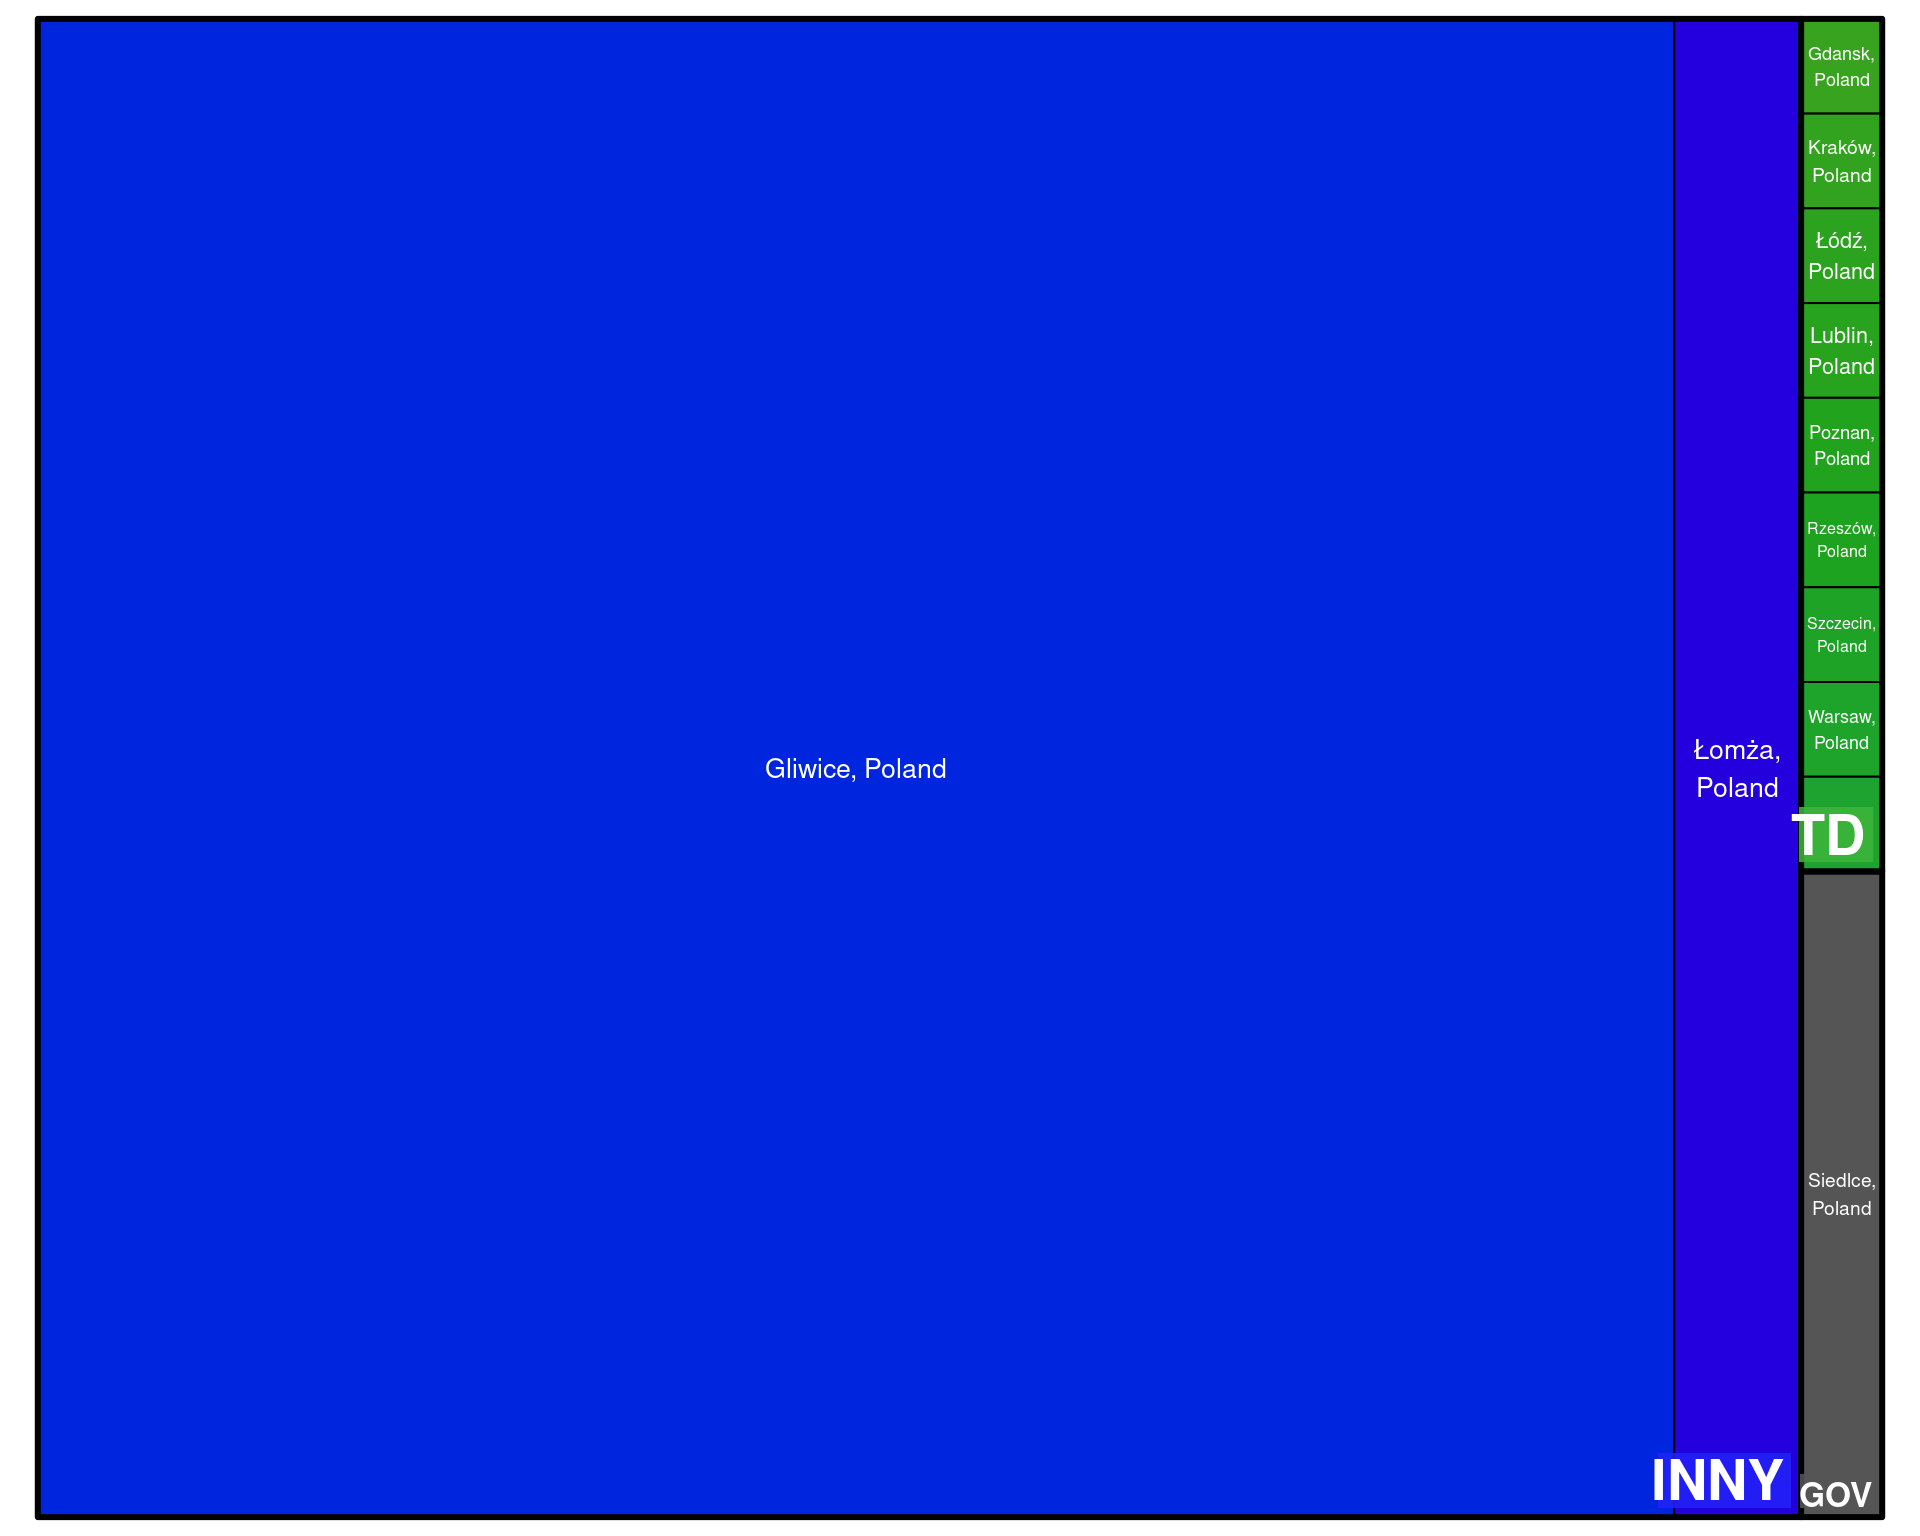 Gliwice, Poland
Łomża,
Poland
INNY
Gdansk,
Poland
Kraków,
Poland
Łódź,
Poland
Lublin,
Poland
Poznan,
Poland
Rzeszów,
Poland
Szczecin,
Poland
Warsaw,
Poland
TD
Siedlce,
Poland
GOV